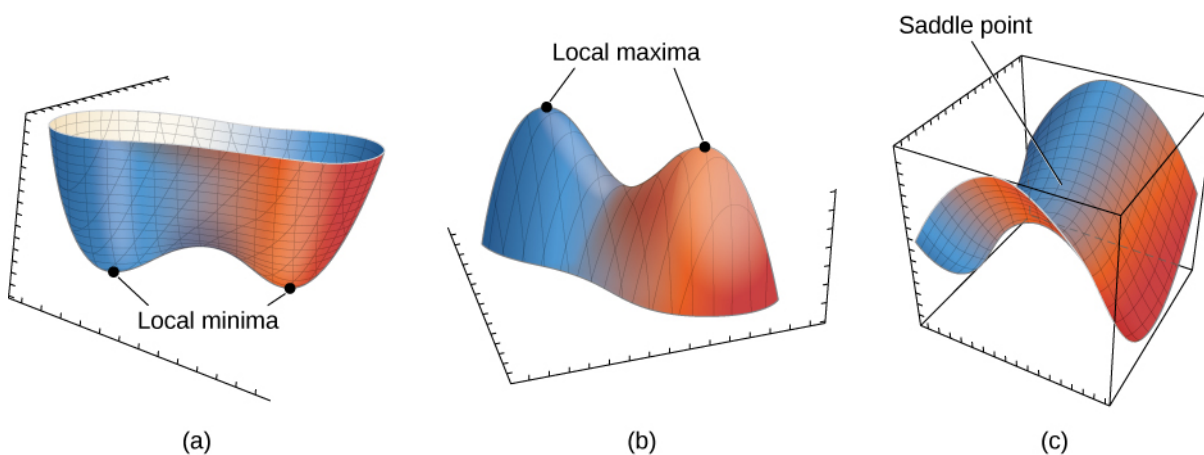 Saddle point
Local maxima
Local minima
(a)
(b)
(c)